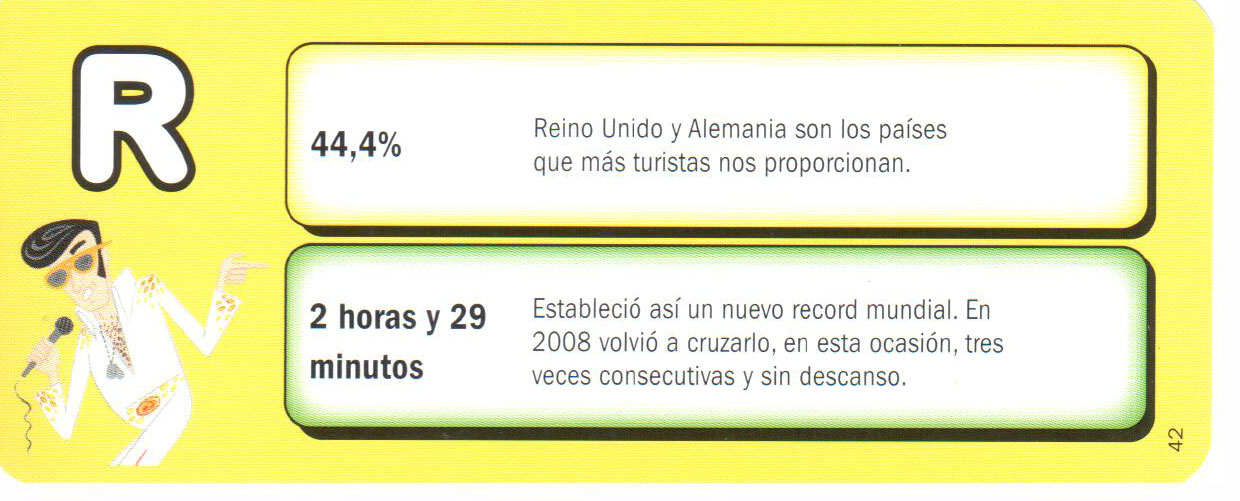 R
44,4%
Reino Unido y Alemania son los países
que más turistas nos proporcionan.
2 horas y 29
minutos
Estableció así un nuevo record mundial. En
2008 volvió a cruzarlo, en esta ocasión, tres
veces consecutivas y sin descanso.
42